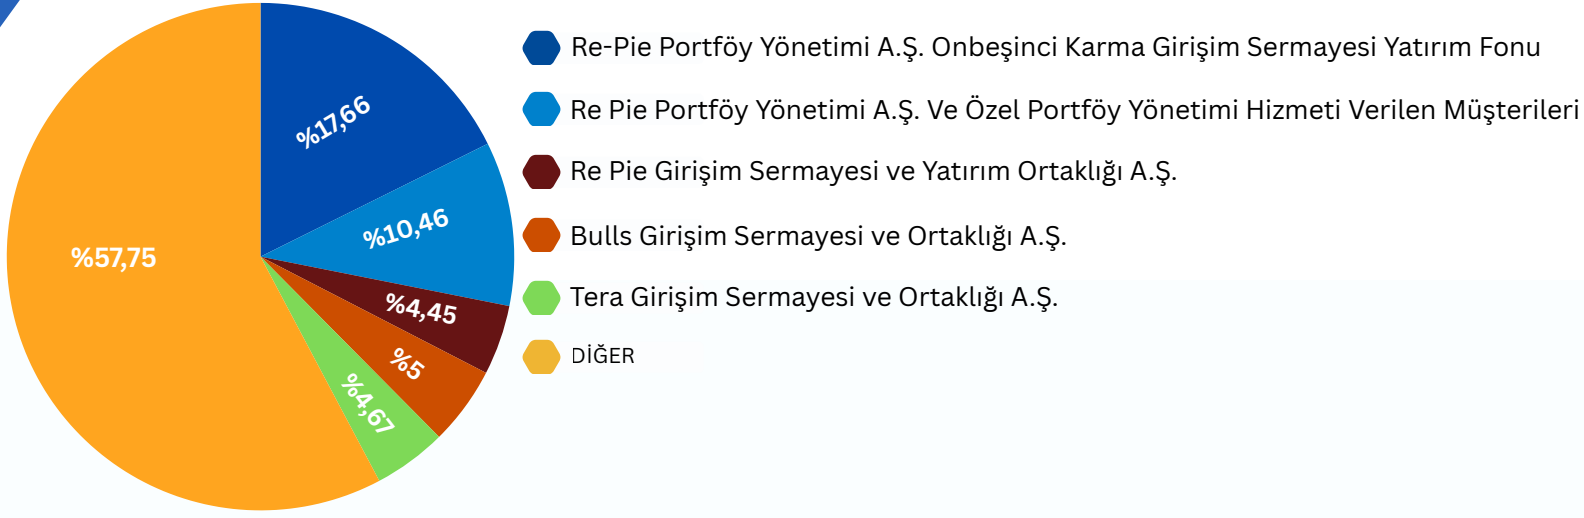 %17,66
%10,46
%4,45
%5
%4,67
%57,75
Re-Pie Portföy Yönetimi A.Ş. Onbeşinci Karma Girişim Sermayesi Yatırım Fonu
Re Pie Portföy Yönetimi A.Ş. Ve Özel Portföy Yönetimi Hizmeti Verilen Müşterileri
Re Pie Girişim Sermayesi ve Yatırım Ortaklığı A.Ş.
Bulls Girişim Sermayesi ve Ortaklığı A.Ş.
Tera Girişim Sermayesi ve Ortaklığı A.Ş.
DİĞER